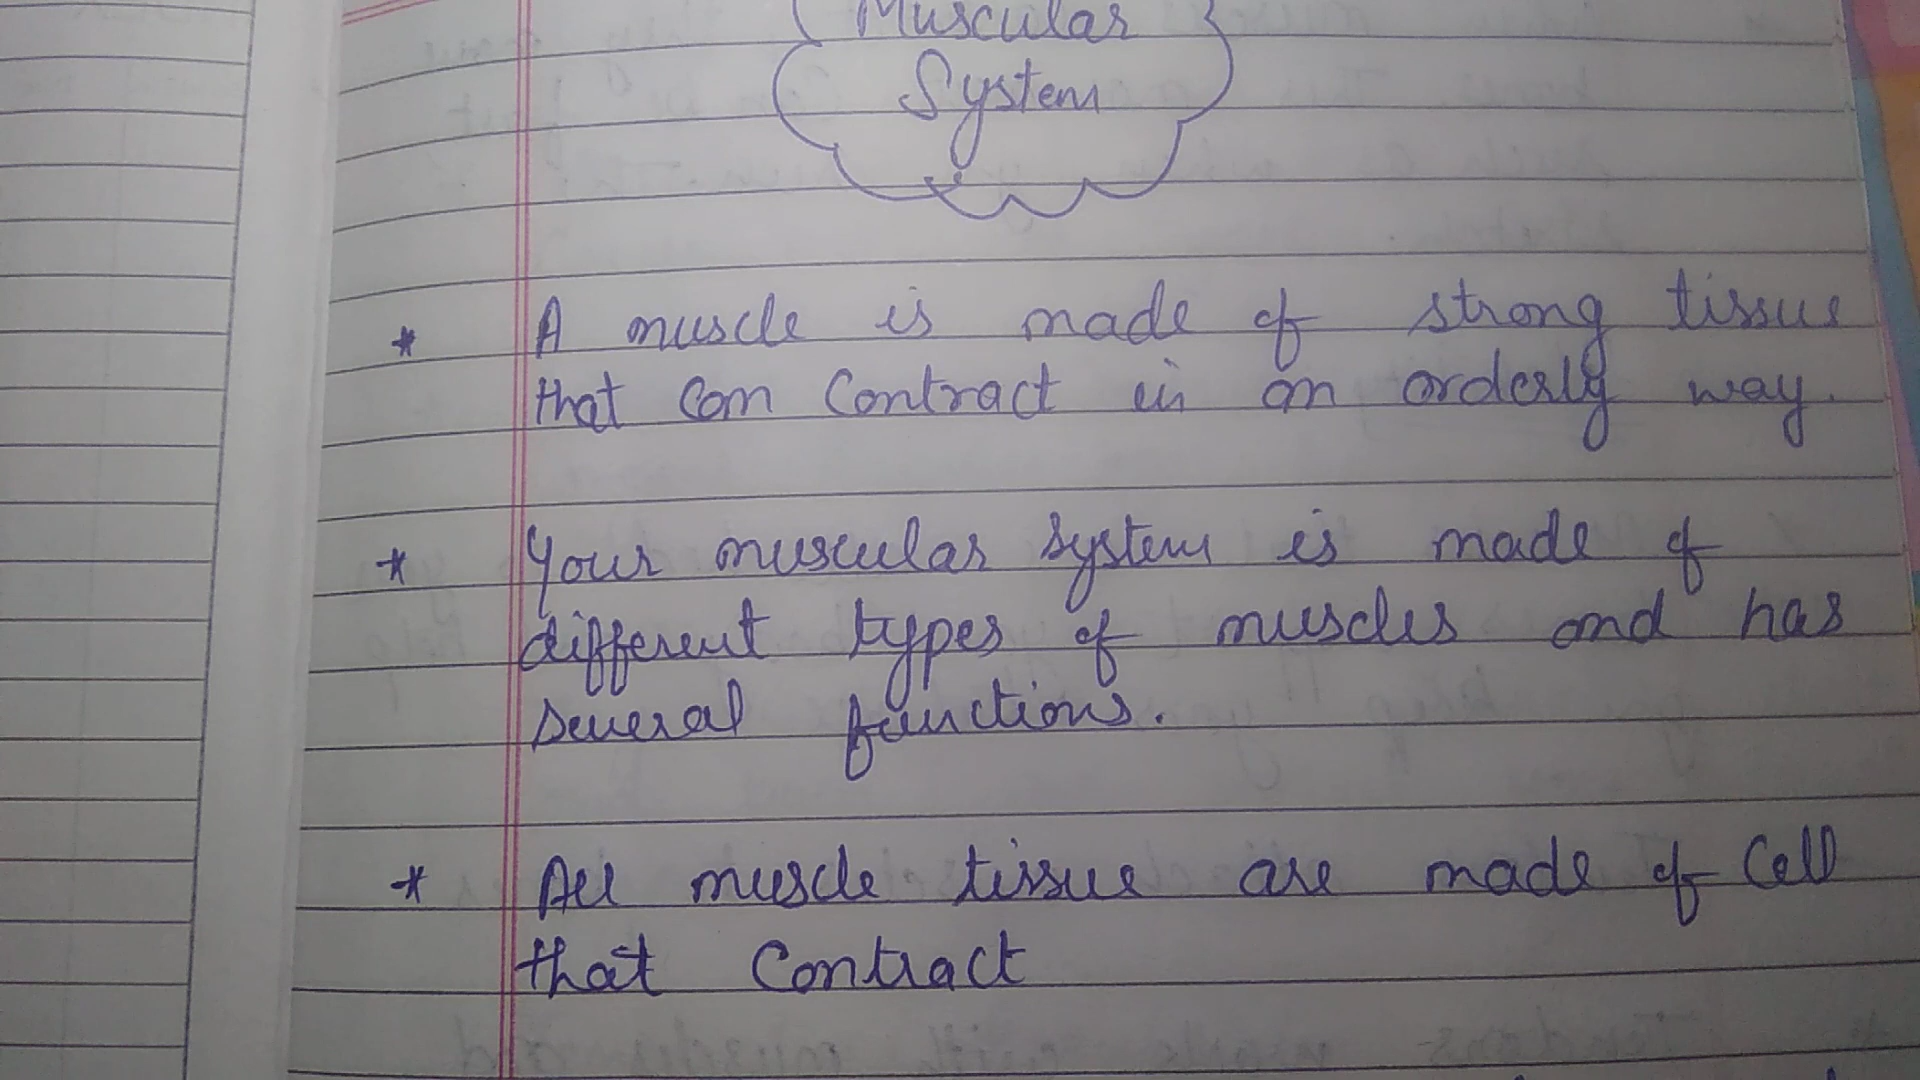 Muscular
System
* A muscle is made of strong tissue
that can contract in an orderly way.
* Your muscular system is made of
different types of muscles and has
several functions.
* All muscle tissue are made of cell
that contract